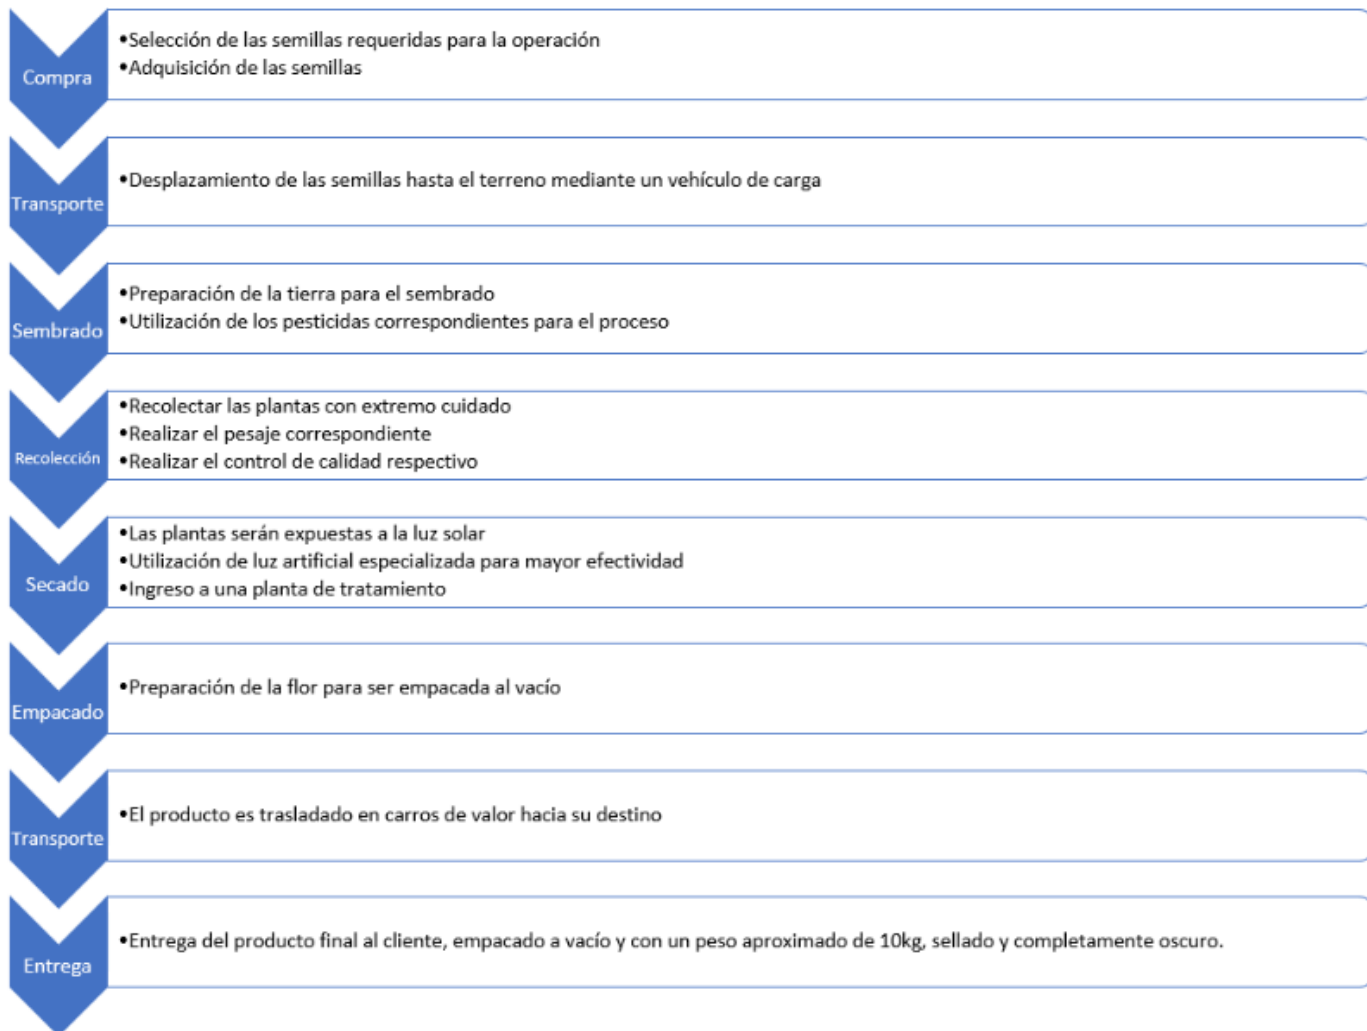 Compra
•Selección de las semillas requeridas para la operación
•Adquisición de las semillas
Transporte
•Desplazamiento de las semillas hasta el terreno mediante un vehículo de carga
Sembrado
•Preparación de la tierra para el sembrado
•Utilización de los pesticidas correspondientes para el proceso
Recolección
•Recolectar las plantas con extremo cuidado
•Realizar el pesaje correspondiente
•Realizar el control de calidad respectivo
Secado
•Las plantas serán expuestas a la luz solar
•Utilización de luz artificial especializada para mayor efectividad
•Ingreso a una planta de tratamiento
Empacado
•Preparación de la flor para ser empacada al vacío
Transporte
•El producto es trasladado en carros de valor hacia su destino
Entrega
•Entrega del producto final al cliente, empacado a vacío y con un peso aproximado de 10kg, sellado y completamente oscuro.